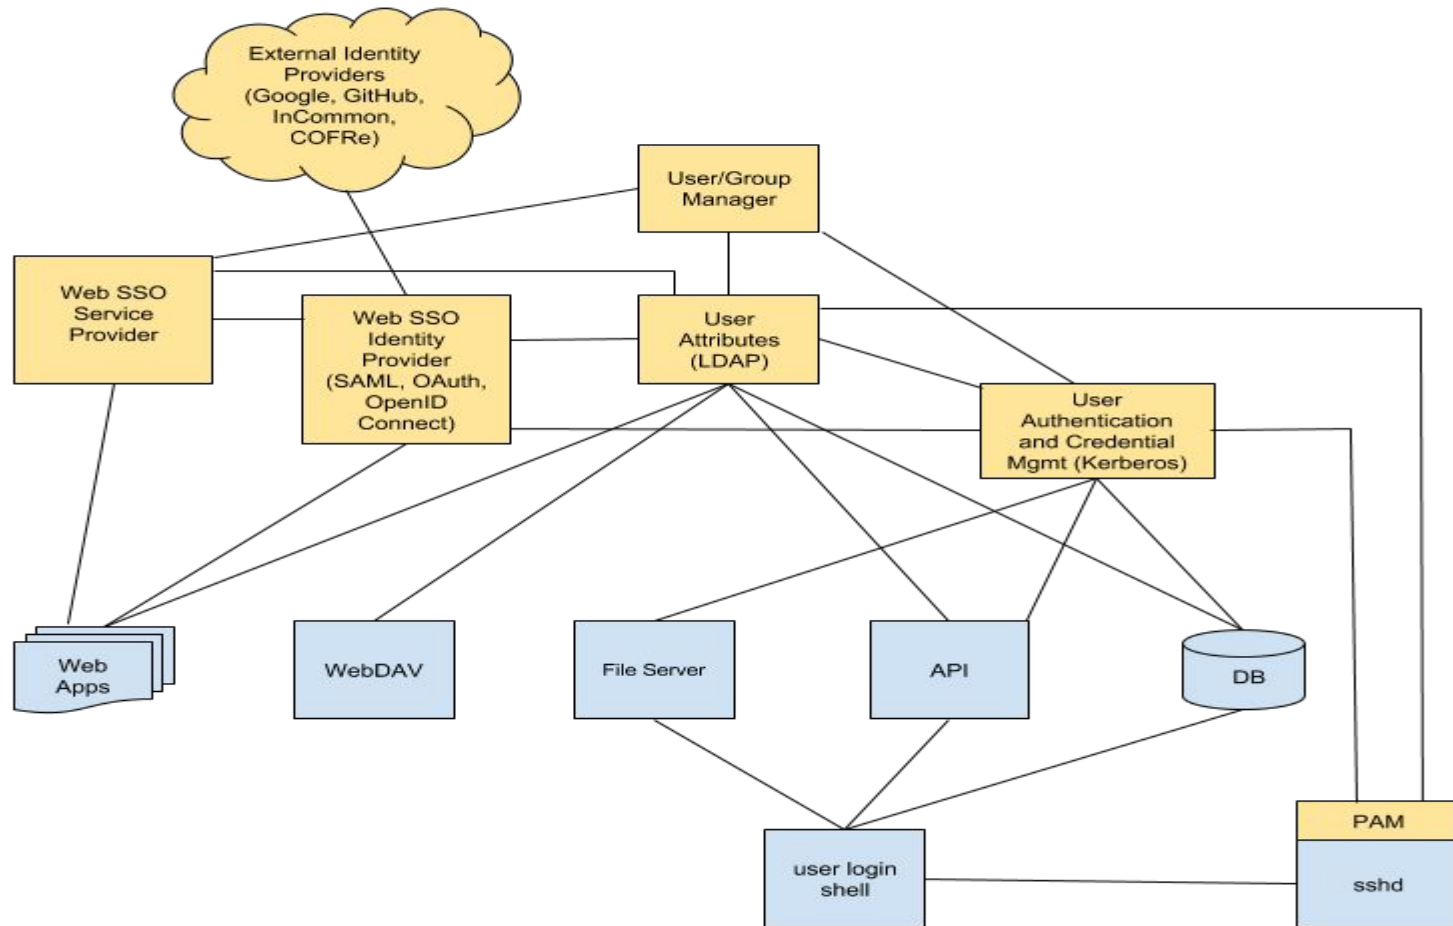 External Identity
Providers
(Google, GitHub,
InCommon,
COFRe)
User/Group
Manager
Web SSO
Service
Provider
Web SSO
Identity
Provider
(SAML, OAuth,
OpenID
Connect)
User
Attributes
(LDAP)
User
Authentication
and Credential
Mgmt (Kerberos)
Web
Apps
WebDAV
File Server
API
DB
user login
shell
PAM
sshd